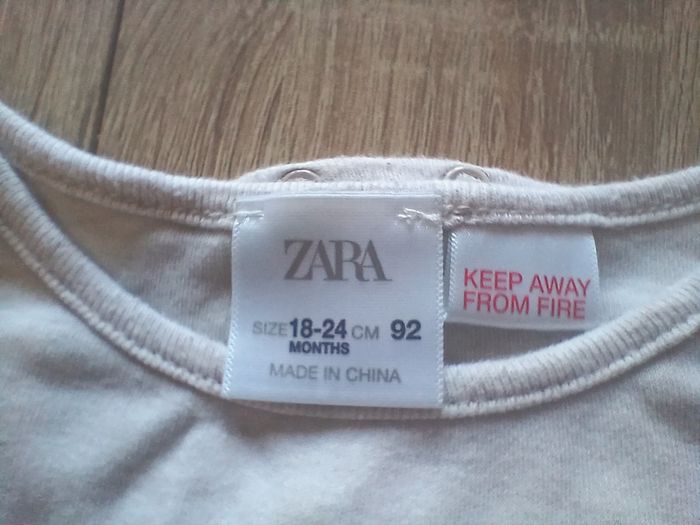 ZARA
SIZE 18-24 CM 92
MONTHS
MADE IN CHINA
KEEP AWAY
FROM FIRE